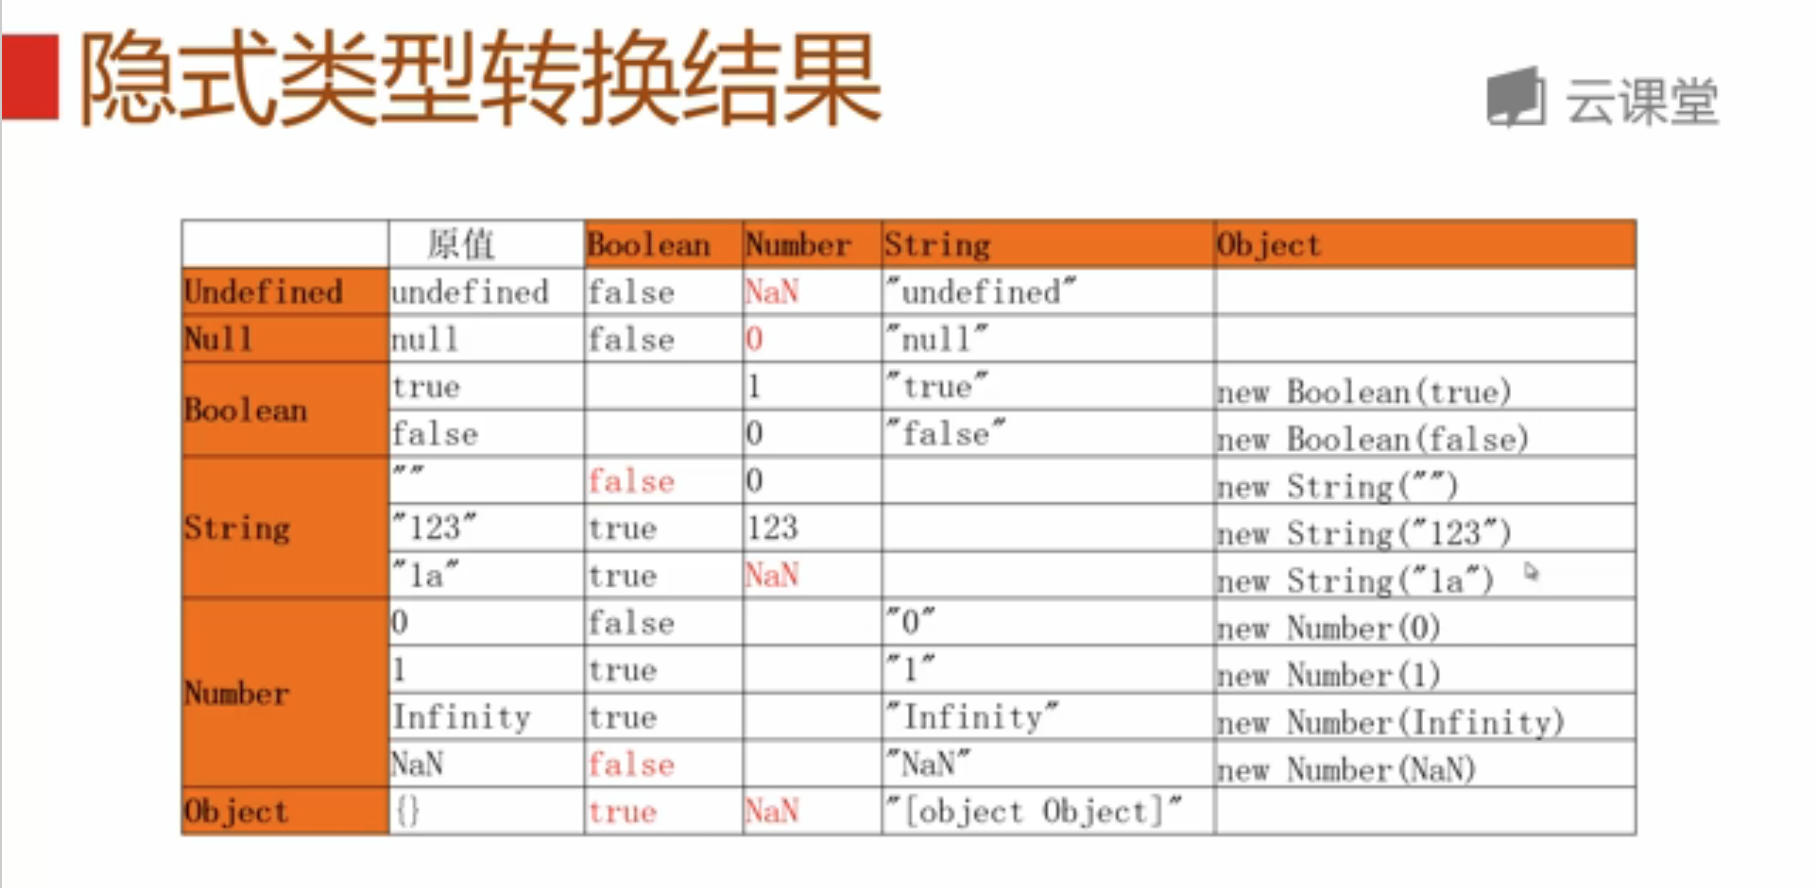 隐式类型转换结果
云课堂
原值 Boolean Number String Object
Undefined undefined false NaN "undefined"
Null null false 0 "null"
Boolean true 1 "true" new Boolean(true)
false 0 "false" new Boolean(false)
String "" false 0 new String("")
"123" true 123 new String("123")
"1a" true NaN new String("1a")
Number 0 false "0" new Number(0)
1 true "1" new Number(1)
Infinity true "Infinity" new Number(Infinity)
NaN false "NaN" new Number(NaN)
Object {} true NaN "[object Object]"